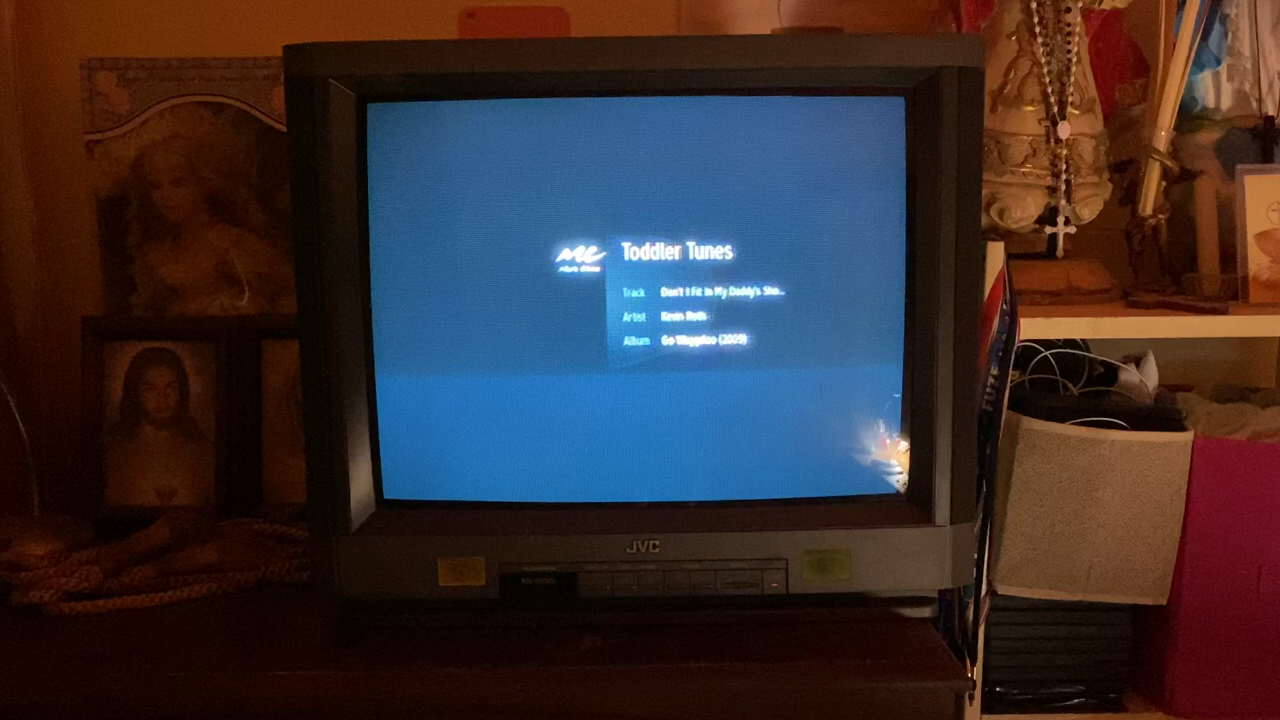 Toddler Tunes
Track Don't I Fit In My Daddy's Sho...
Artist Kevin Roth
Album Go Waggaloo (2009)
JVC